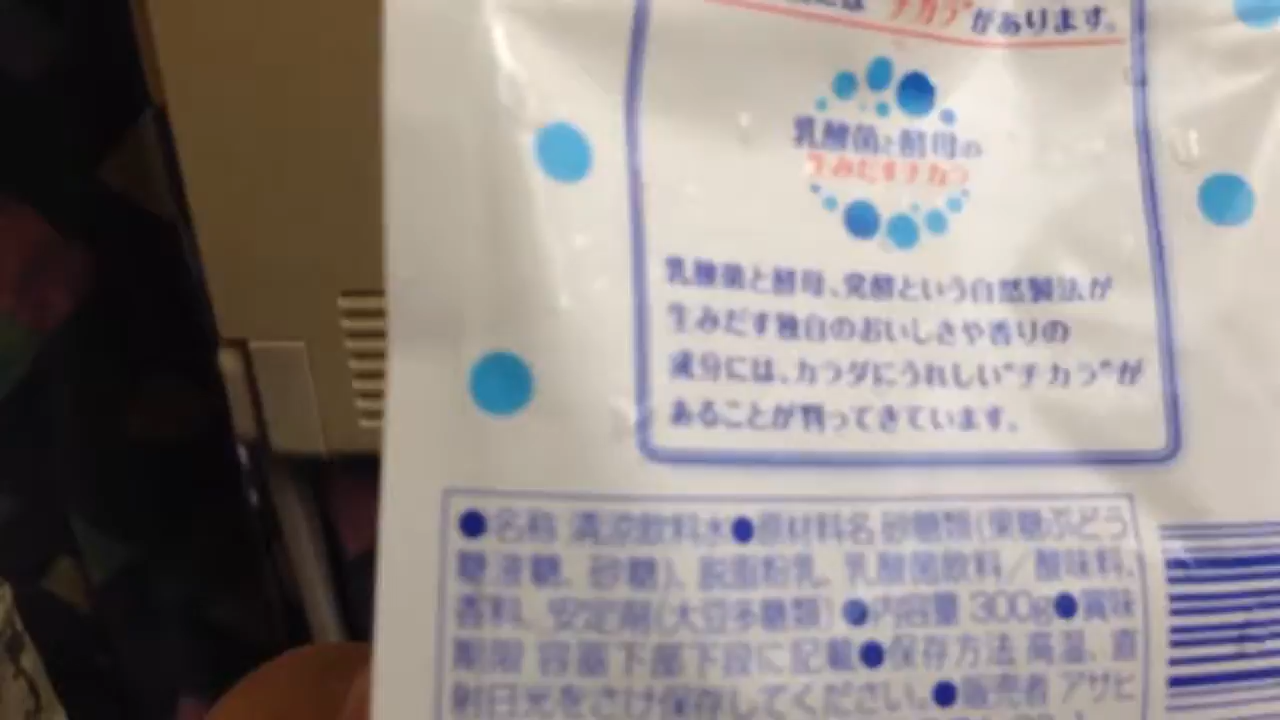 には"チカラ"があります。
乳酸菌と酵母の
生みだすチカラ
乳酸菌と酵母、発酵という自然製法が
生みだす独自のおいしさや香りの
成分には、カラダにうれしい"チカラ"が
あることが判ってきています。
●名称 清涼飲料水●原材料名 砂糖類(果糖ぶどう
糖液糖、砂糖)、脱脂粉乳、乳酸菌飲料/酸味料、
香料、安定剤(大豆多糖類) ●内容量 300g●賞味
期限 容器下部下段に記載●保存方法 高温、直
射日光をさけ保存してください。●販売者 アサヒ